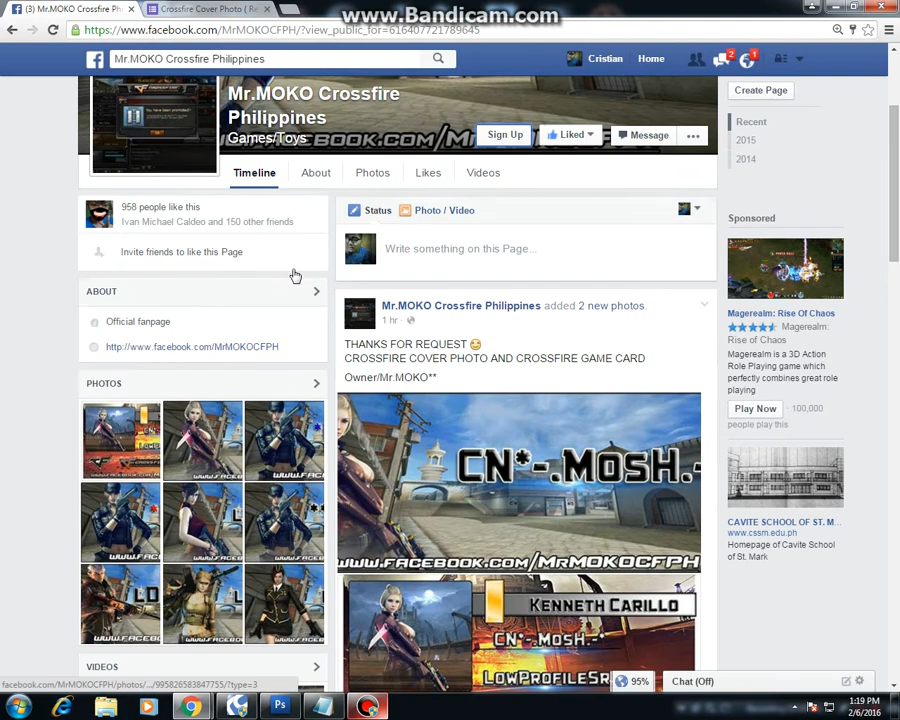 www.Bandicam.com
(3) Mr.MOKO Crossfire Ph
Crossfire Cover Photo ( Re
https://www.facebook.com/MrMOKOCFPH/?view_public_for=616407721789645
Mr.MOKO Crossfire Philippines
Cristian
Home
2
1
Mr.MOKO Crossfire
Philippines
Games/Toys
Sign Up
Liked
Message
Create Page
Recent
2015
2014
Timeline
About
Photos
Likes
Videos
958 people like this
Ivan Michael Caldeo and 150 other friends
Invite friends to like this Page
ABOUT
Official fanpage
http://www.facebook.com/MrMOKOCFPH
PHOTOS
VIDEOS
Status
Photo / Video
Write something on this Page...
Mr.MOKO Crossfire Philippines added 2 new photos.
1 hr ·
THANKS FOR REQUEST
CROSSFIRE COVER PHOTO AND CROSSFIRE GAME CARD
Owner/Mr.MOKO**
CN*-.MosH.-
www.facebook.com/MrMOKOCFPH
Kenneth Carillo
CN*-.MosH.-*
Sponsored
Magerealm: Rise Of Chaos
Magerealm:
Rise of Chaos
Magerealm is a 3D Action
Role Playing game which
perfectly combines great role
playing
Play Now
· 100,000
people play this
CAVITE SCHOOL OF ST. M...
www.cssm.edu.ph
Homepage of Cavite School
of St. Mark
facebook.com/MrMOKOCFPH/photos/.../995826583847755/?type=3
95%
Chat (Off)
Ps
1:19 PM
2/6/2016